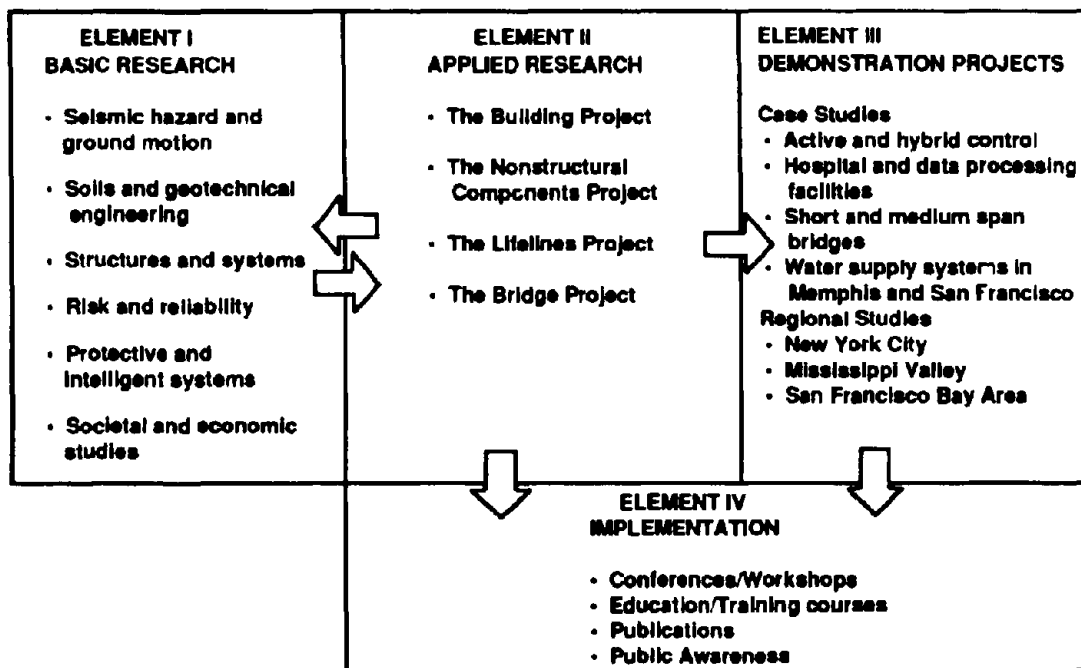 ELEMENT I
BASIC RESEARCH
· Seismic hazard and
ground motion
· Soils and geotechnical
engineering
· Structures and systems
· Risk and reliability
· Protective and
intelligent systems
· Societal and economic
studies
ELEMENT II
APPLIED RESEARCH
· The Building Project
· The Nonstructural
Components Project
· The Lifelines Project
· The Bridge Project
ELEMENT III
DEMONSTRATION PROJECTS
Case Studies
· Active and hybrid control
· Hospital and data processing
facilities
· Short and medium span
bridges
· Water supply systems in
Memphis and San Francisco
Regional Studies
· New York City
· Mississippi Valley
· San Francisco Bay Area
ELEMENT IV
IMPLEMENTATION
· Conferences/Workshops
· Education/Training courses
· Publications
· Public Awareness